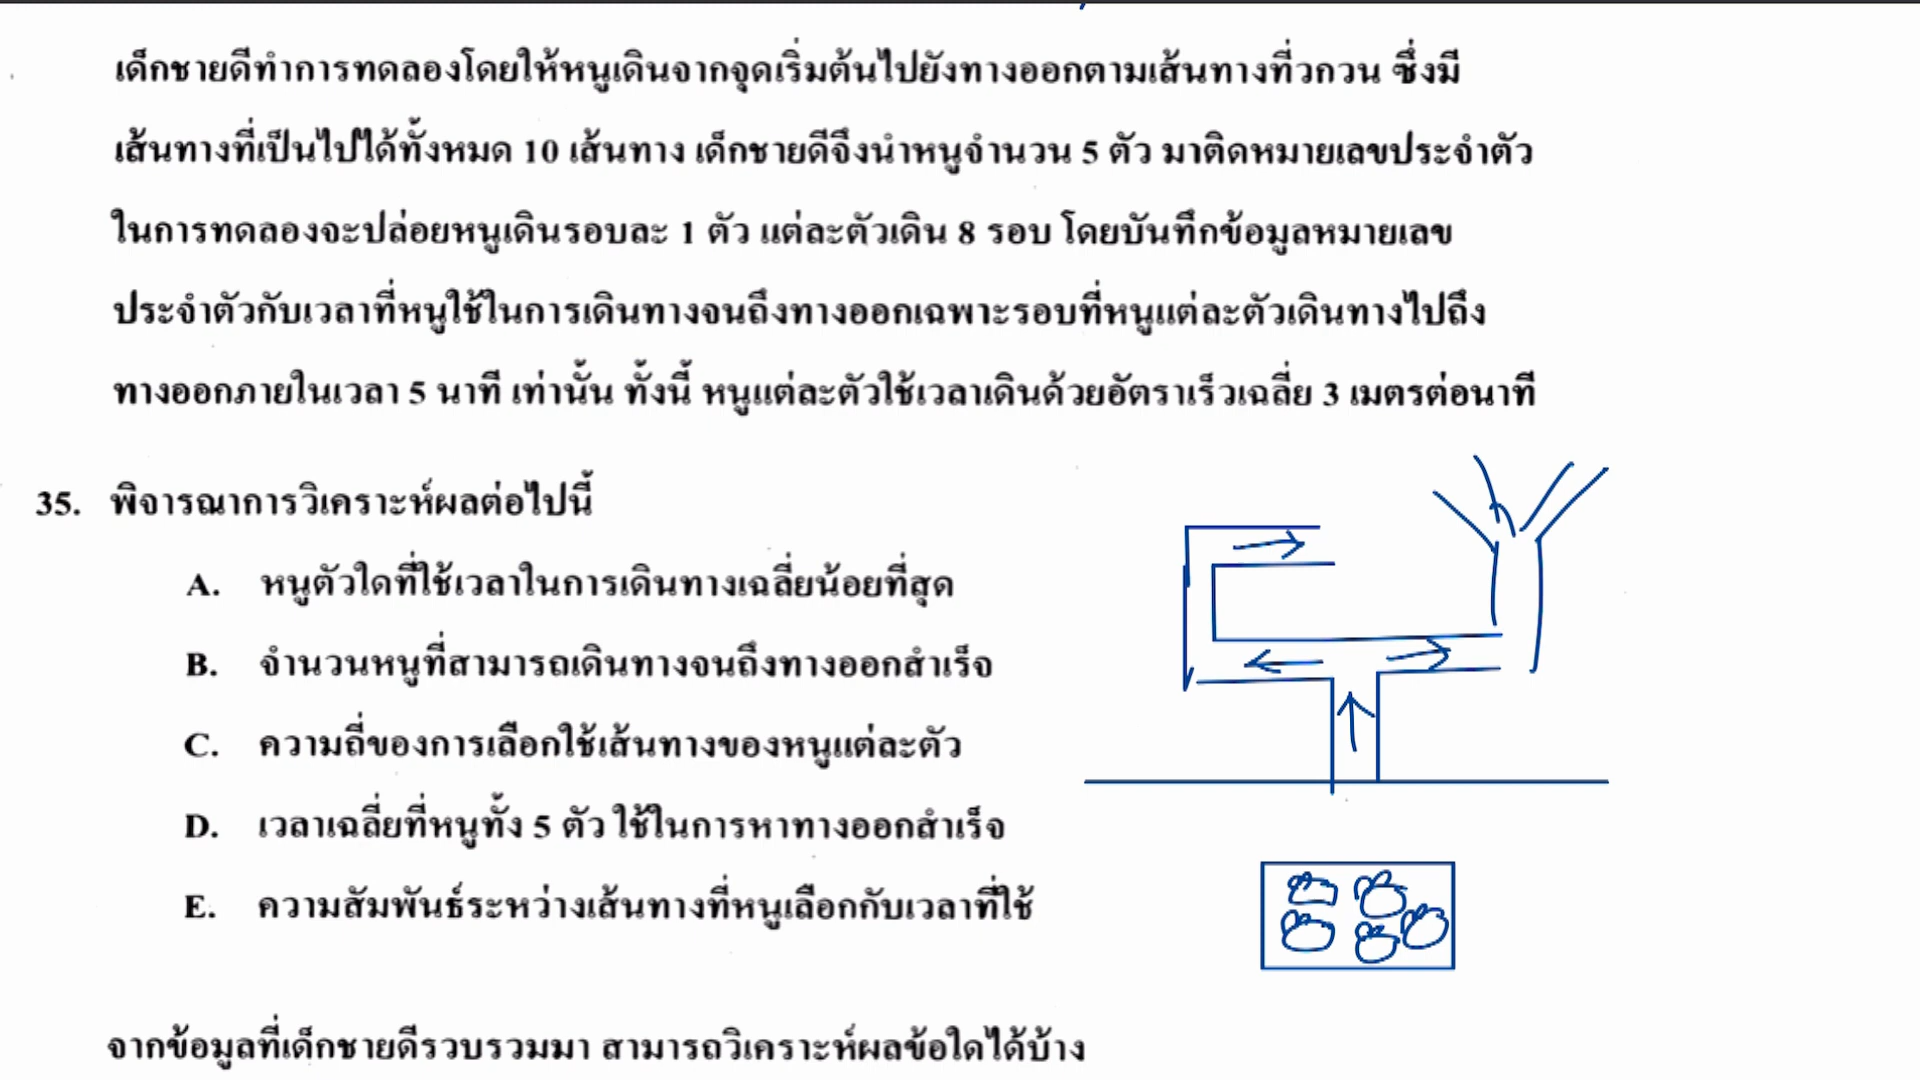 เด็กชายดีทำการทดลองโดยให้หนูเดินจากจุดเริ่มต้นไปยังทางออกตามเส้นทางที่วกวน ซึ่งมี
เส้นทางที่เป็นไปได้ทั้งหมด 10 เส้นทาง เด็กชายดีจึงนำหนูจำนวน 5 ตัว มาติดหมายเลขประจำตัว
ในการทดลองจะปล่อยหนูเดินรอบละ 1 ตัว แต่ละตัวเดิน 8 รอบ โดยบันทึกข้อมูลหมายเลข
ประจำตัวกับเวลาที่หนูใช้ในการเดินทางจนถึงทางออกเฉพาะรอบที่หนูแต่ละตัวเดินทางไปถึง
ทางออกภายในเวลา 5 นาที เท่านั้น ทั้งนี้ หนูแต่ละตัวใช้เวลาเดินด้วยอัตราเร็วเฉลี่ย 3 เมตรต่อนาที
35. พิจารณาการวิเคราะห์ผลต่อไปนี้
A. หนูตัวใดที่ใช้เวลาในการเดินทางเฉลี่ยน้อยที่สุด
B. จำนวนหนูที่สามารถเดินทางจนถึงทางออกสำเร็จ
C. ความถี่ของการเลือกใช้เส้นทางของหนูแต่ละตัว
D. เวลาเฉลี่ยที่หนูทั้ง 5 ตัว ใช้ในการหาทางออกสำเร็จ
E. ความสัมพันธ์ระหว่างเส้นทางที่หนูเลือกกับเวลาที่ใช้
จากข้อมูลที่เด็กชายดีรวบรวมมา สามารถวิเคราะห์ผลข้อใดได้บ้าง